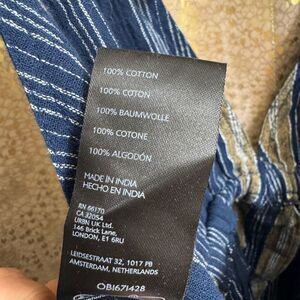 100% COTTON
100% COTON
100% BAUMWOLLE
100% COTONE
100% ALGODÓN
MADE IN INDIA
HECHO EN INDIA
RN 66170
CA 32054
URBN UK Ltd.
146 Brick Lane,
LONDON, E1 6RU
LEIDSESTRAAT 32, 1017 PB
AMSTERDAM, NETHERLANDS
OB1671428